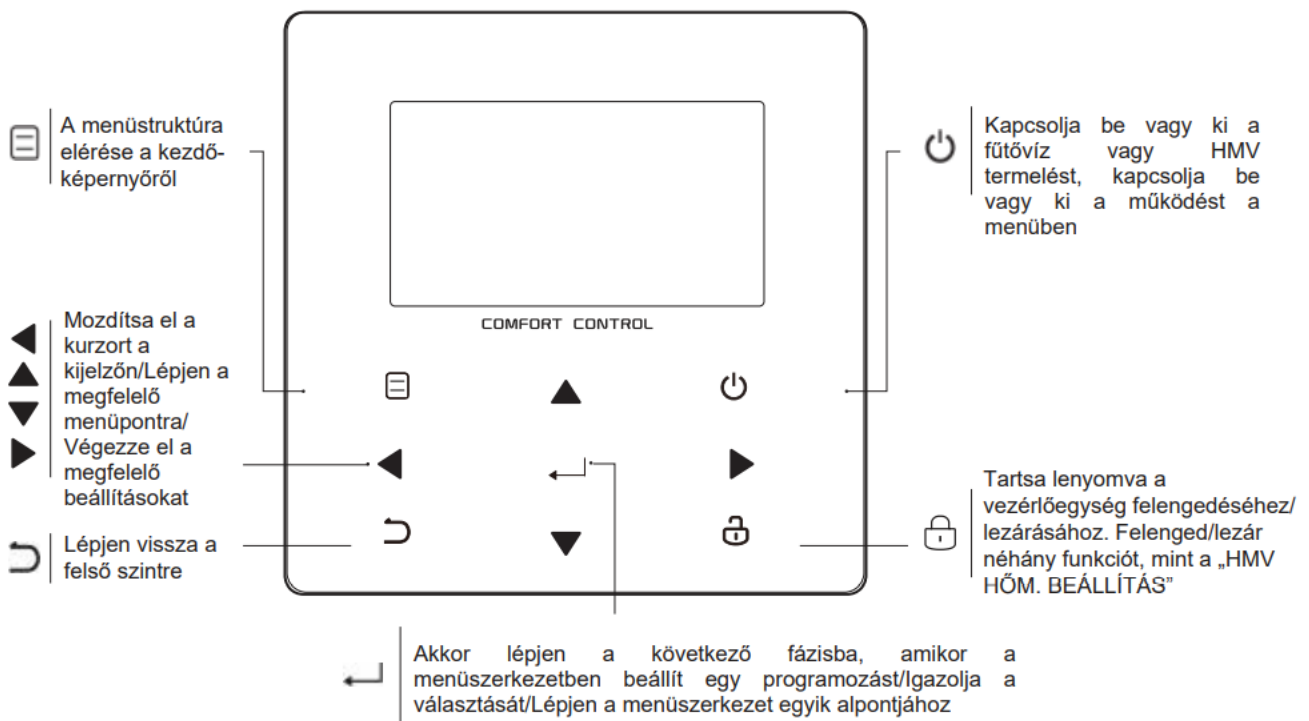 A menüstruktúra
elérése a kezdő-
képernyőről
Kapcsolja be vagy ki a
fűtővíz vagy HMV
termelést, kapcsolja be
vagy ki a működést a
menüben
COMFORT CONTROL
Mozdítsa el a
kurzort a
kijelzőn/Lépjen a
megfelelő
menüpontra/
Végezze el a
megfelelő
beállításokat
Lépjen vissza a
felső szintre
Tartsa lenyomva a
vezérlőegység felengedéséhez/
lezárásához. Felenged/lezár
néhány funkciót, mint a „HMV
HŐM. BEÁLLÍTÁS”
Akkor lépjen a következő fázisba, amikor a
menüszerkezetben beállít egy programozást/Igazolja a
választását/Lépjen a menüszerkezet egyik alpontjához